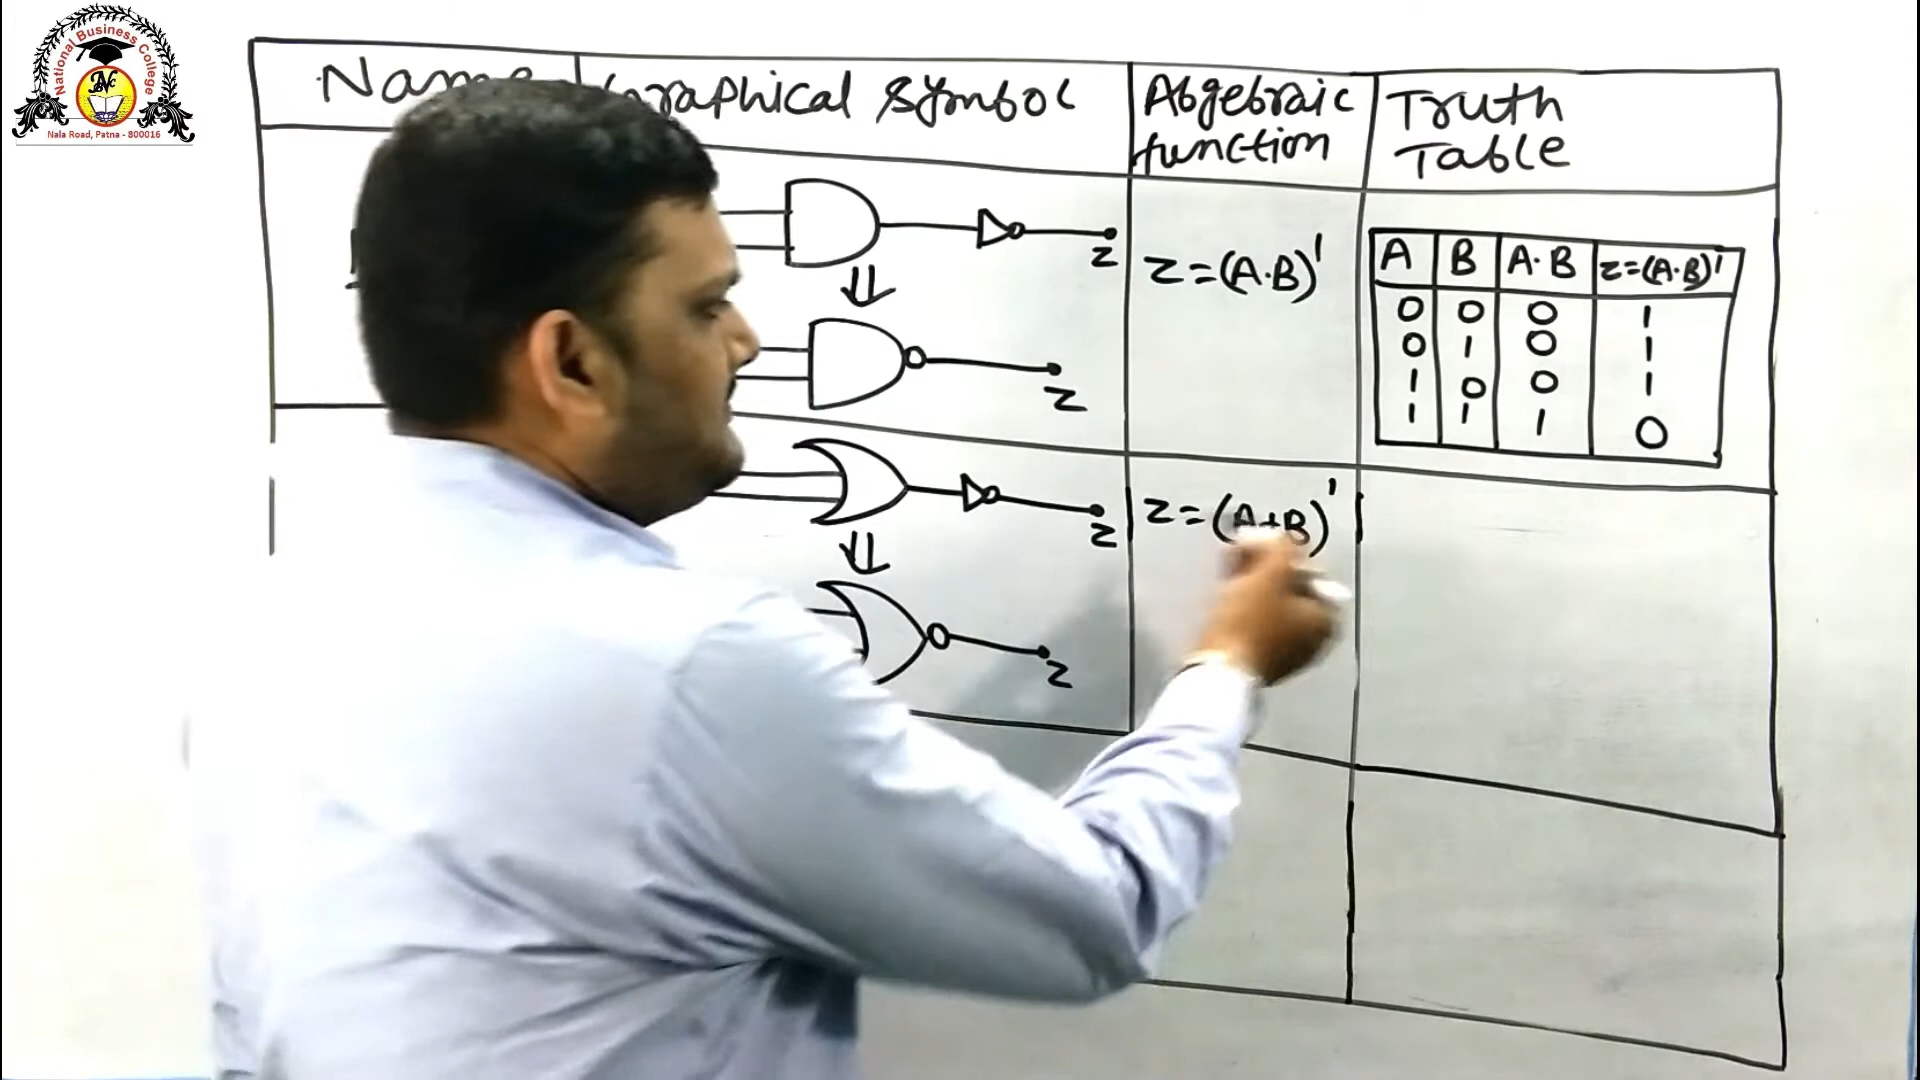 National Business College
NBC
Nala Road, Patna - 800016
Name
Graphical Symbol
Algebraic
function
Truth
Table
z
z
z=(A·B)'
A B A·B z=(A·B)'
0 0 0 1
0 1 0 1
1 0 0 1
1 1 1 0
z
z
z=(A+B)'